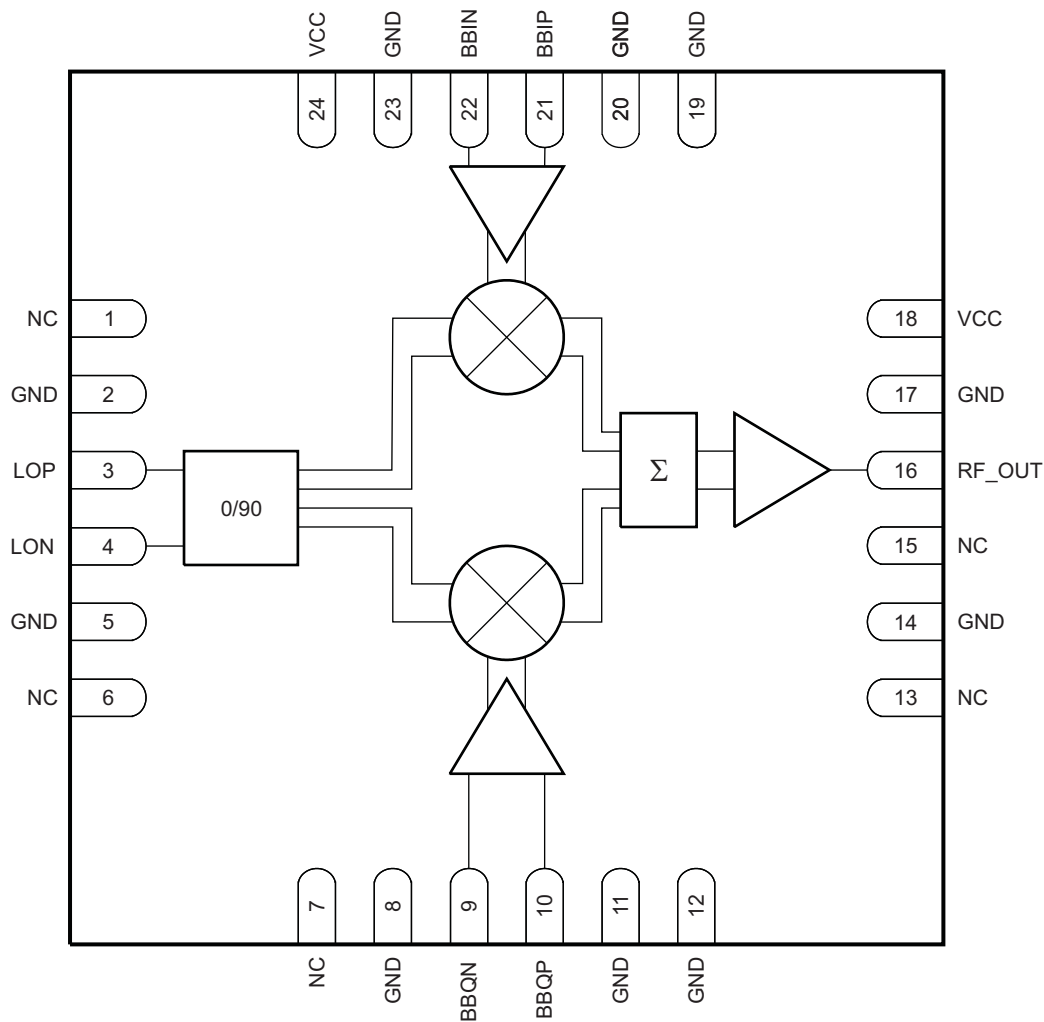 VCC GND BBIN BBIP GND GND
24 23 22 21 20 19
NC 1
18 VCC
GND 2
17 GND
LOP 3
0/90
Σ
16 RF_OUT
LON 4
15 NC
GND 5
14 GND
NC 6
13 NC
7 8 9 10 11 12
NC GND BBQN BBQP GND GND